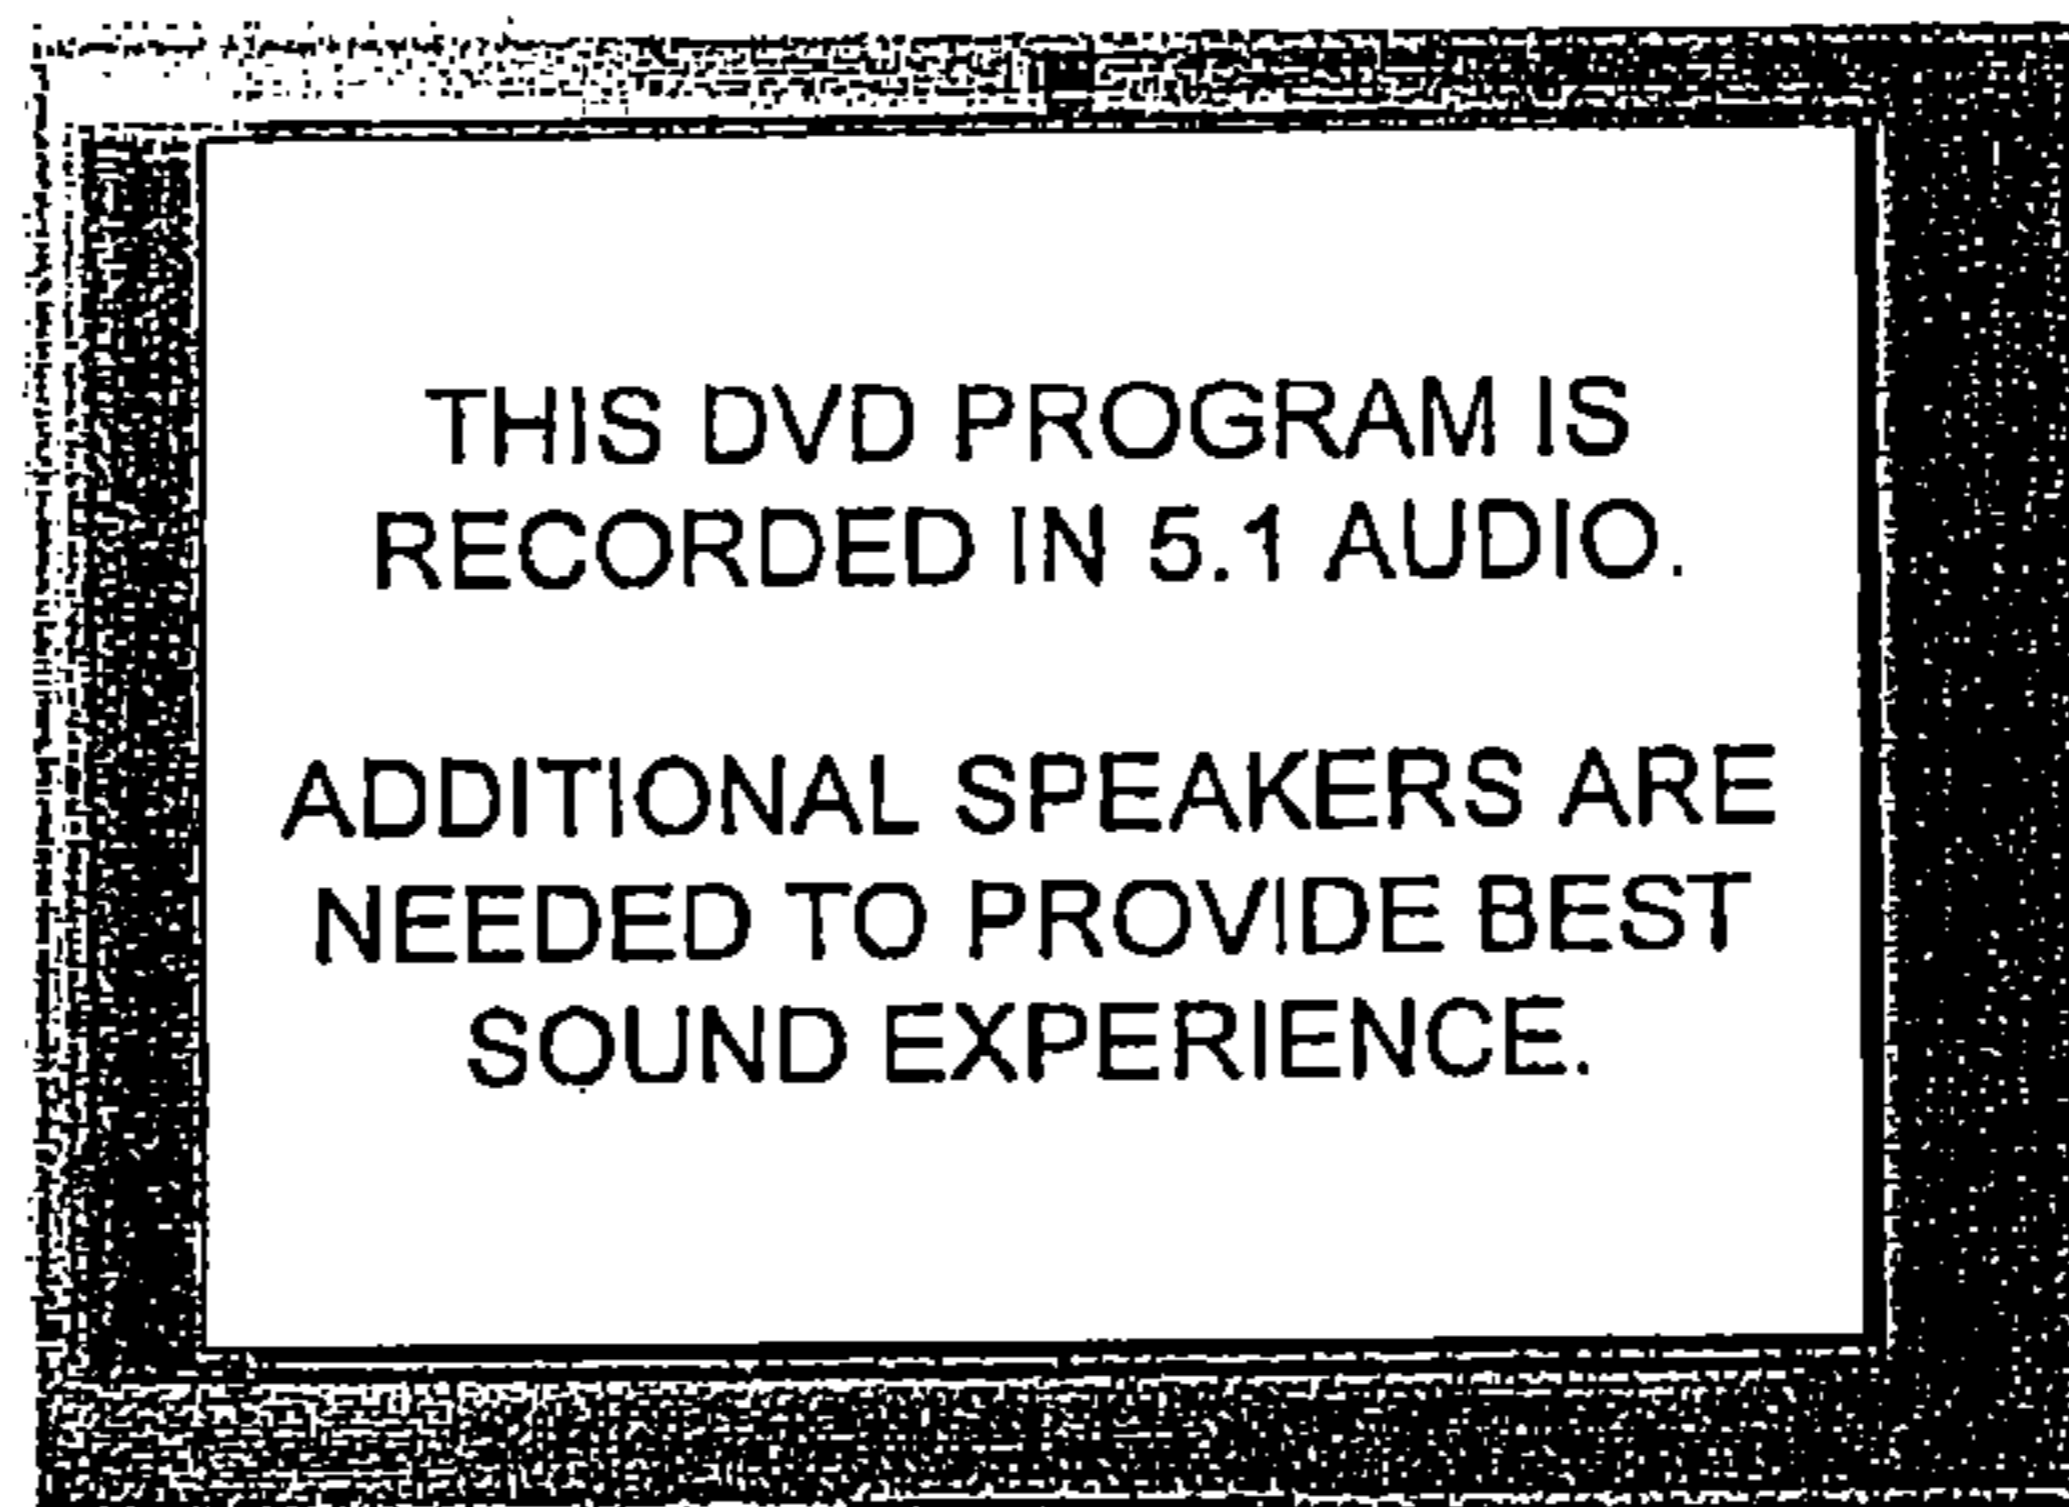 THIS DVD PROGRAM IS
RECORDED IN 5.1 AUDIO.
ADDITIONAL SPEAKERS ARE
NEEDED TO PROVIDE BEST
SOUND EXPERIENCE.